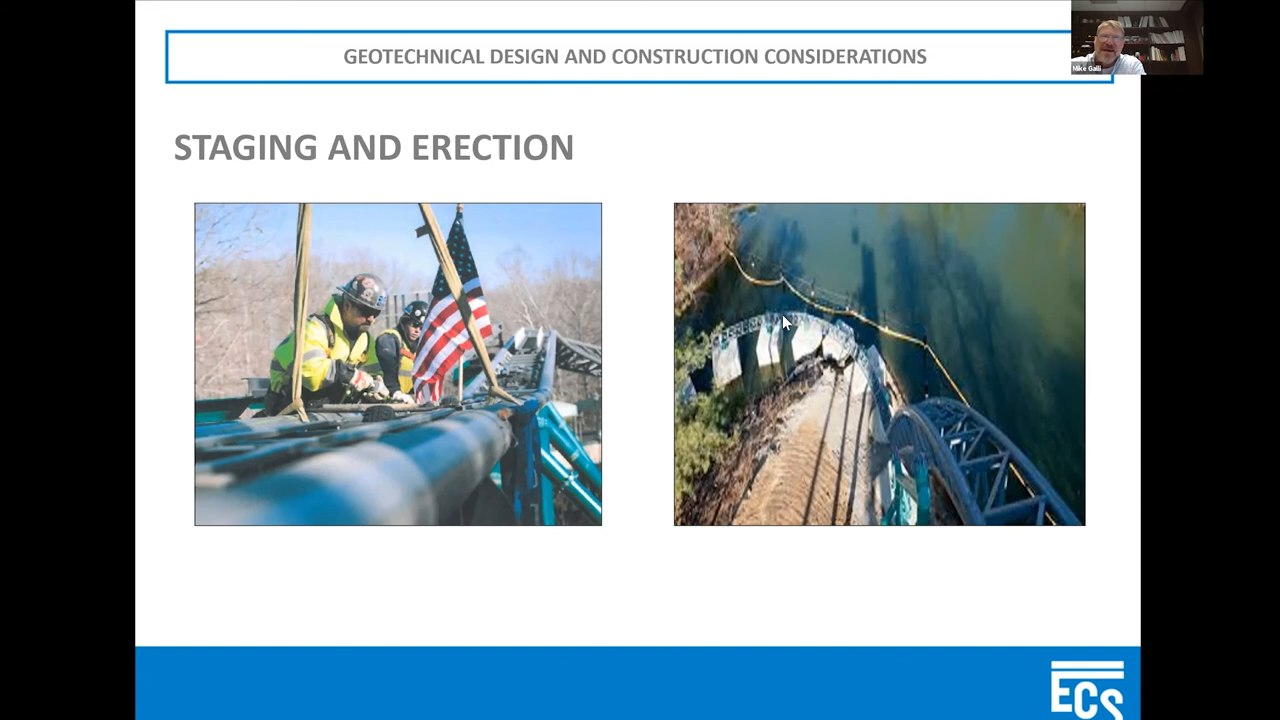 GEOTECHNICAL DESIGN AND CONSTRUCTION CONSIDERATIONS
Mike Galli
STAGING AND ERECTION
ECS